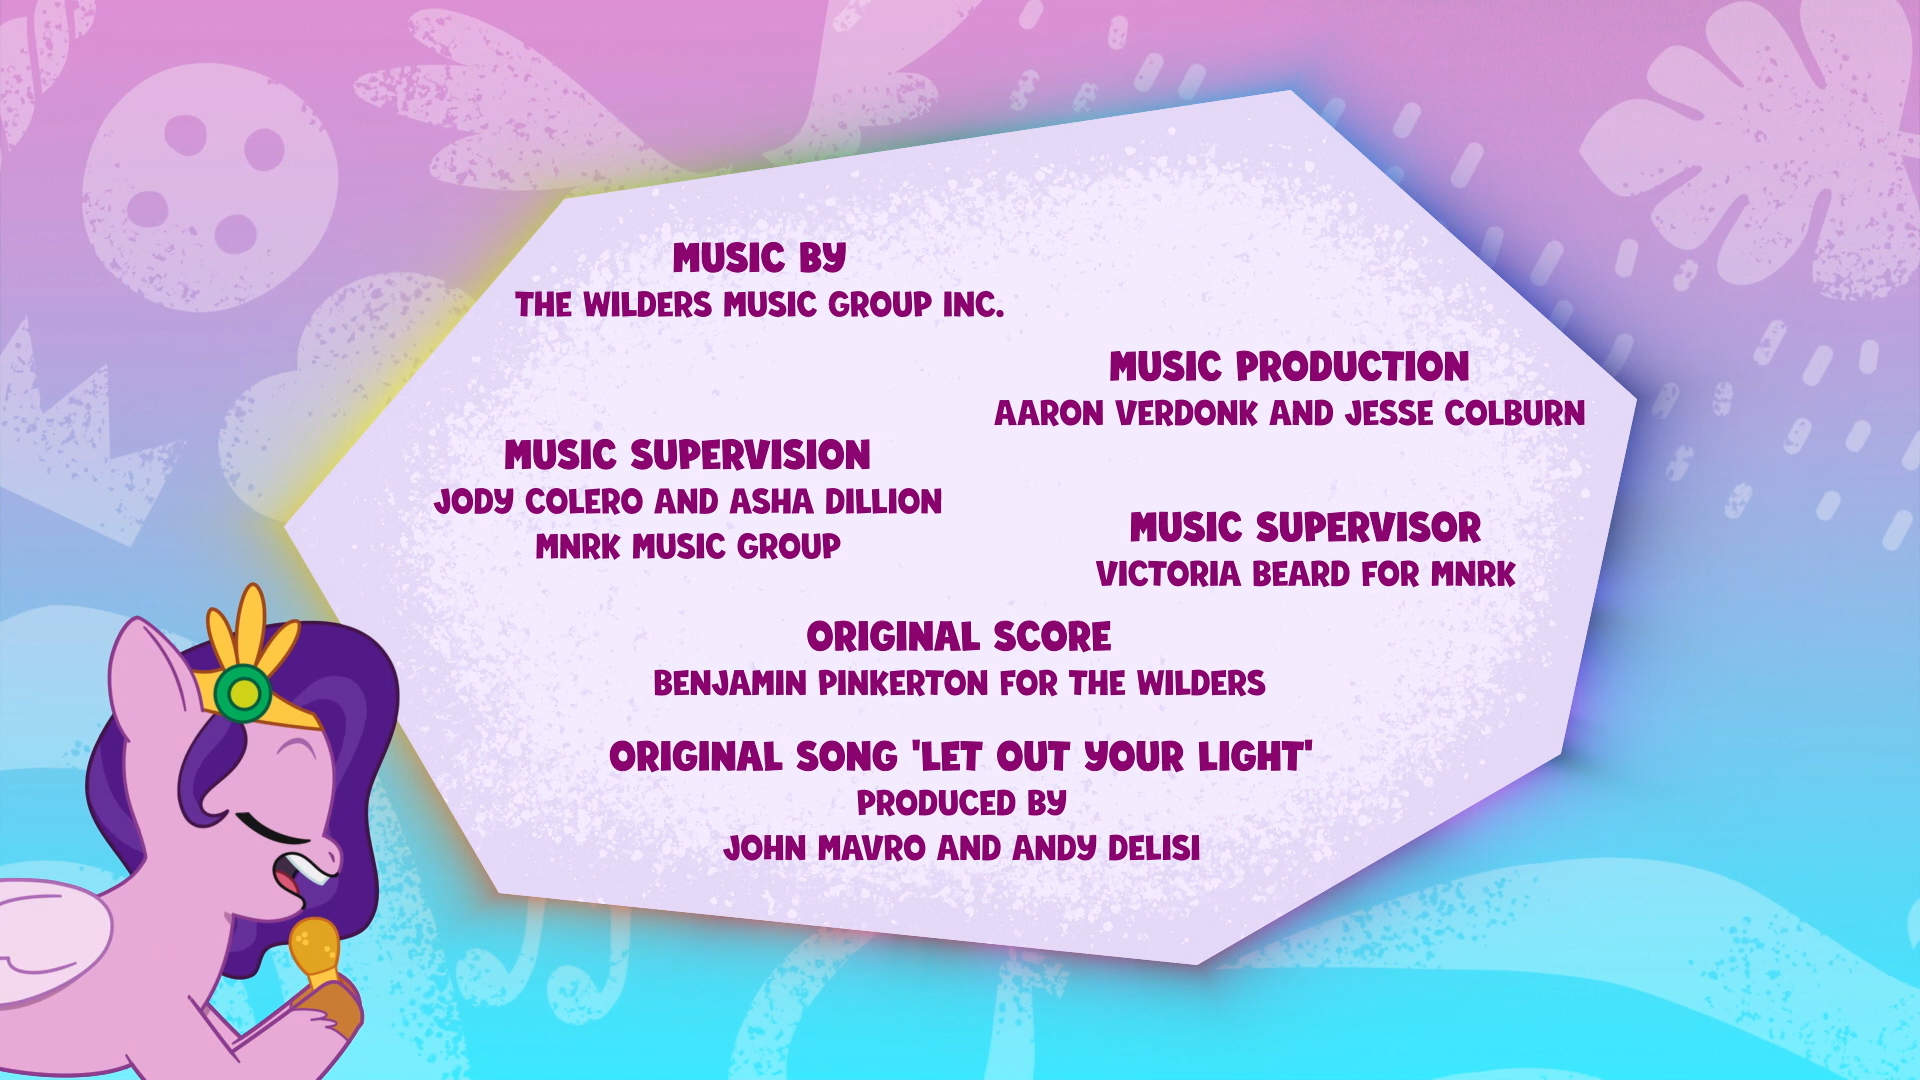 MUSIC BY
THE WILDERS MUSIC GROUP INC.
MUSIC PRODUCTION
AARON VERDONK AND JESSE COLBURN
MUSIC SUPERVISION
JODY COLERO AND ASHA DILLION
MNRK MUSIC GROUP
MUSIC SUPERVISOR
VICTORIA BEARD FOR MNRK
ORIGINAL SCORE
BENJAMIN PINKERTON FOR THE WILDERS
ORIGINAL SONG 'LET OUT YOUR LIGHT'
PRODUCED BY
JOHN MAVRO AND ANDY DELISI